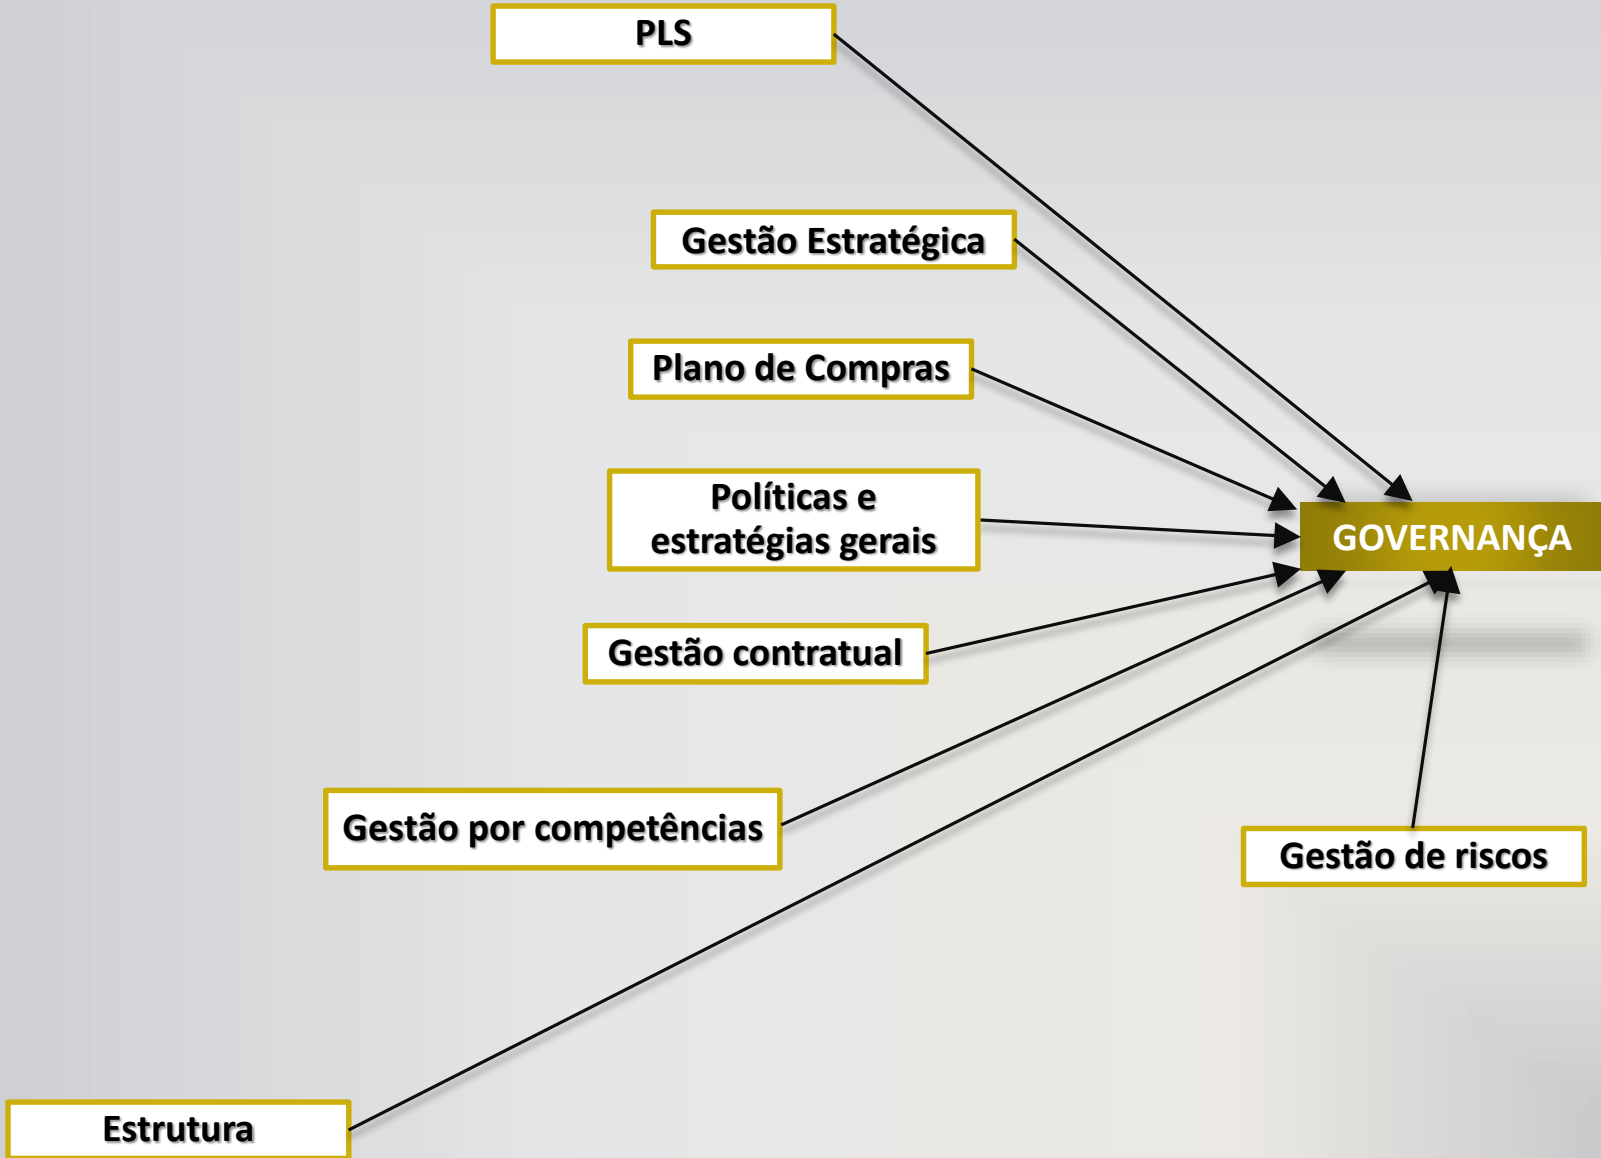 PLS
Gestão Estratégica
Plano de Compras
Políticas e
estratégias gerais
GOVERNANÇA
Gestão contratual
Gestão por competências
Gestão de riscos
Estrutura